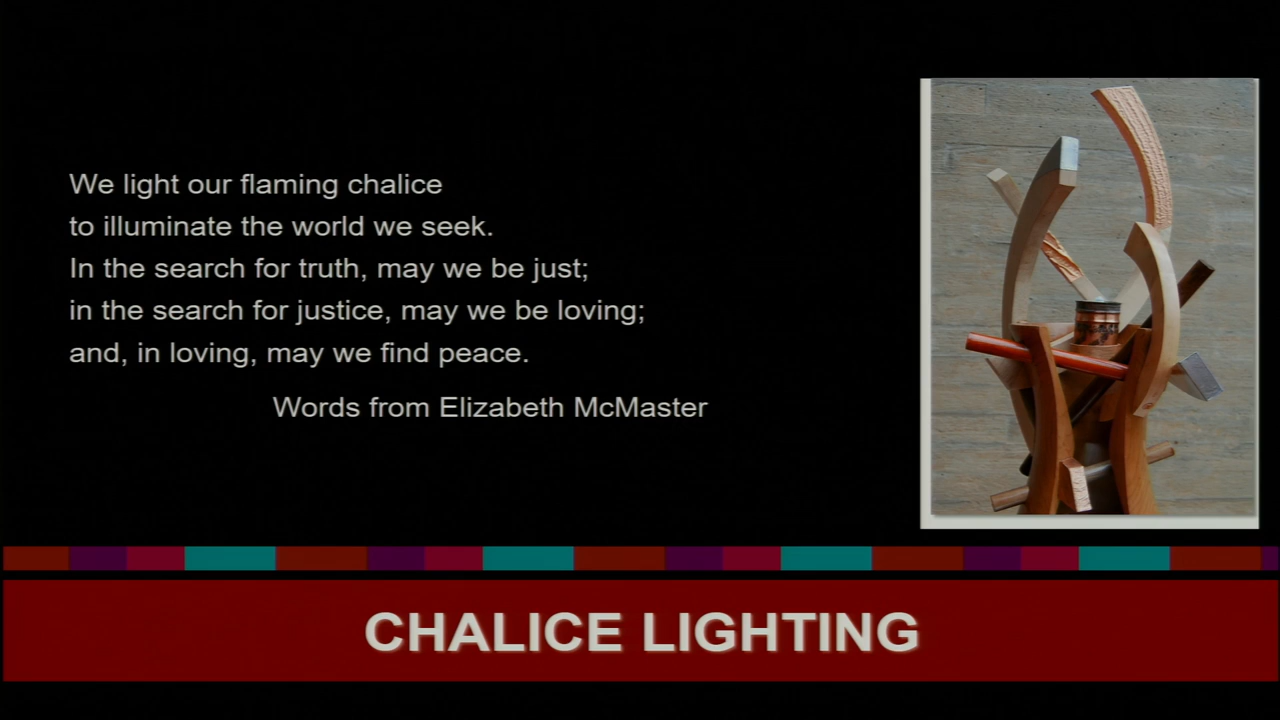 We light our flaming chalice
to illuminate the world we seek.
In the search for truth, may we be just;
in the search for justice, may we be loving;
and, in loving, may we find peace.
Words from Elizabeth McMaster
CHALICE LIGHTING